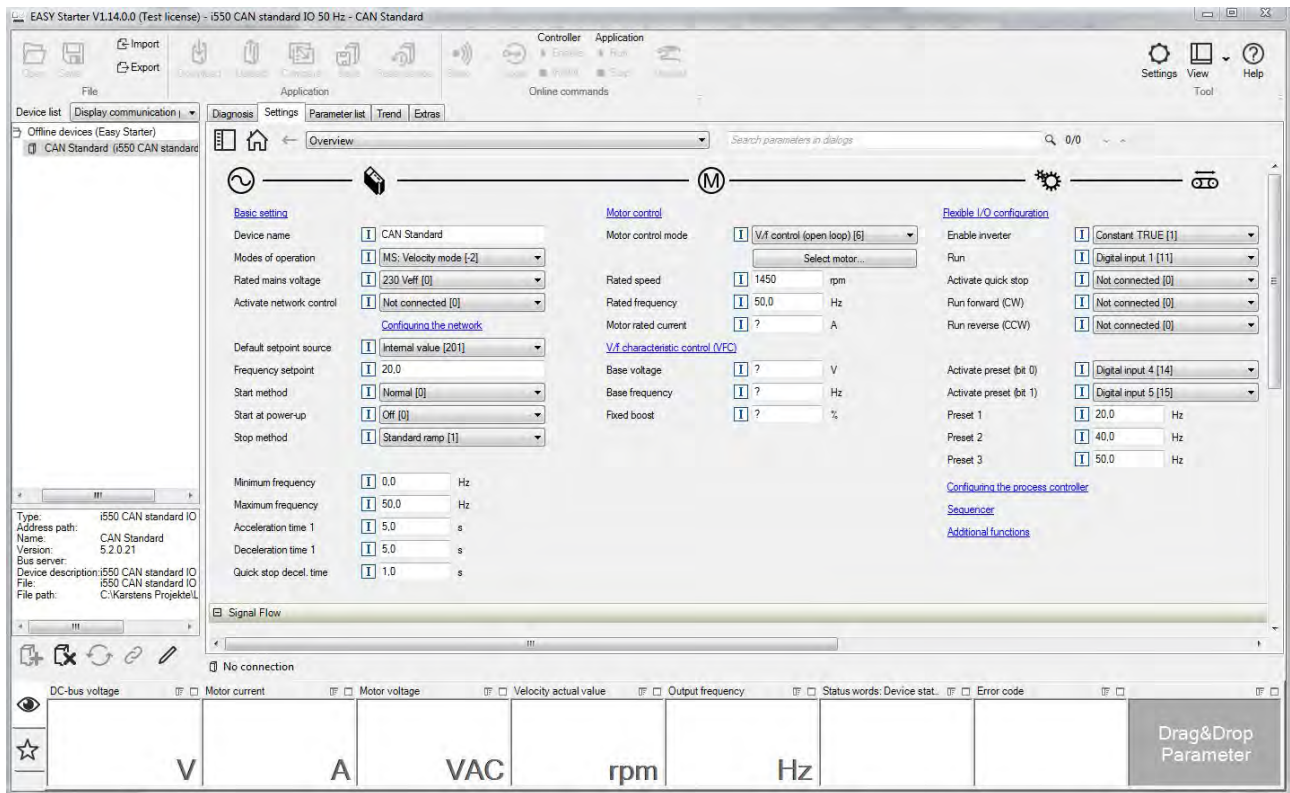 EASY Starter V1.14.0.0 (Test license) - i550 CAN standard IO 50 Hz - CAN Standard
Import
Export
File
Application
Controller Application
Online commands
Settings View Help
Tool
Device list Display communication
Offline devices (Easy Starter)
CAN Standard (i550 CAN standard
Diagnosis Settings Parameter list Trend Extras
Overview Search parameters in dialogs 0/0
M
Basic setting
Device name CAN Standard
Modes of operation MS: Velocity mode [-2]
Rated mains voltage 230 Veff [0]
Activate network control Not connected [0]
Configuring the network
Default setpoint source Internal value [201]
Frequency setpoint 20,0
Start method Normal [0]
Start at power-up Off [0]
Stop method Standard ramp [1]
Minimum frequency 0,0 Hz
Maximum frequency 50,0 Hz
Acceleration time 1 5,0 s
Deceleration time 1 5,0 s
Quick stop decel. time 1,0 s
Motor control
Motor control mode V/f control (open loop) [6]
Select motor...
Rated speed 1450 rpm
Rated frequency 50,0 Hz
Motor rated current ? A
V/f characteristic control (VFC)
Base voltage ? V
Base frequency ? Hz
Fixed boost ? %
Flexible I/O configuration
Enable inverter Constant TRUE [1]
Run Digital input 1 [11]
Activate quick stop Not connected [0]
Run forward (CW) Not connected [0]
Run reverse (CCW) Not connected [0]
Activate preset (bit 0) Digital input 4 [14]
Activate preset (bit 1) Digital input 5 [15]
Preset 1 20,0 Hz
Preset 2 40,0 Hz
Preset 3 50,0 Hz
Configuring the process controller
Sequencer
Additional functions
Signal Flow
Type: i550 CAN standard IO
Address path:
Name: CAN Standard
Version: 5.2.0.21
Bus server:
Device description: i550 CAN standard IO
File: i550 CAN standard IO
File path: C:\Karstens Projekte\L
No connection
DC-bus voltage Motor current Motor voltage Velocity actual value Output frequency Status words: Device stat.. Error code
V A VAC rpm Hz
Drag&Drop
Parameter